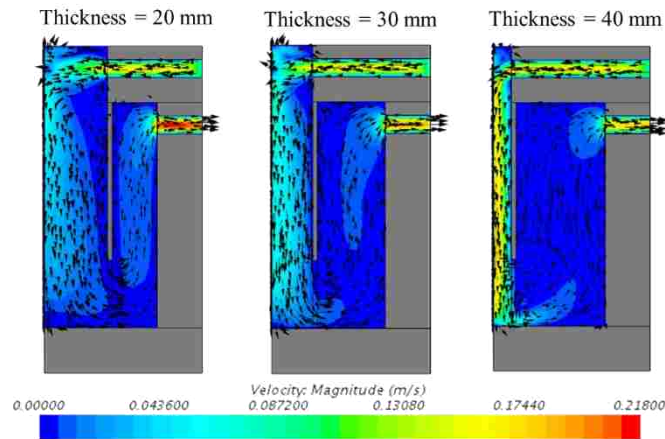 Thickness = 20 mm Thickness = 30 mm Thickness = 40 mm
Velocity: Magnitude (m/s)
0.00000 0.043600 0.087200 0.13080 0.17440 0.21800